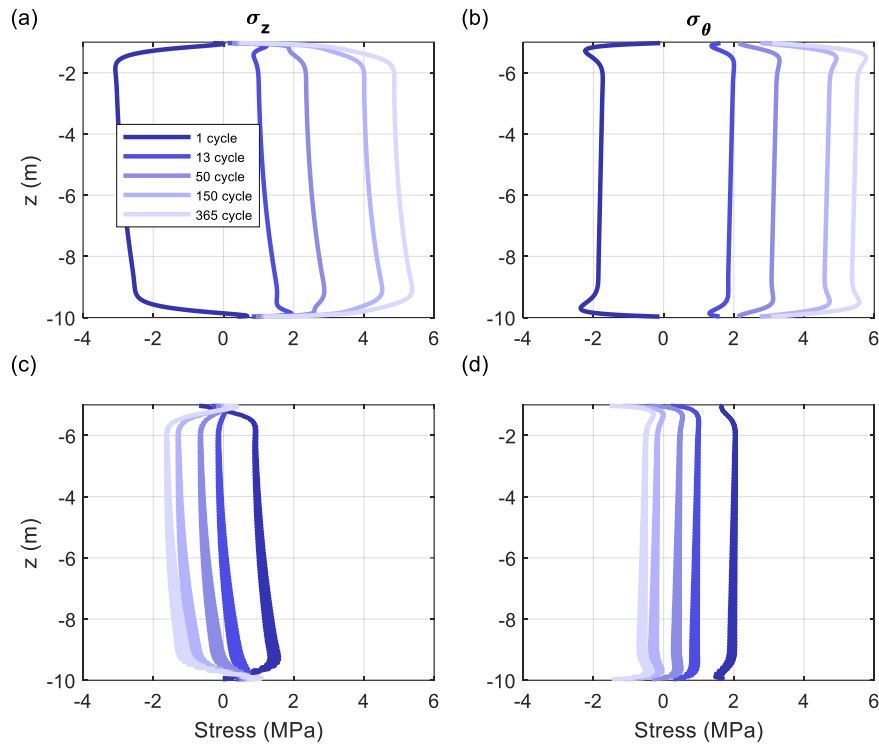 (a) σz (b) σθ
-2 -6
-4 -4
z (m)
-6 -6
-8 -8
-10 -10
1 cycle
13 cycle
50 cycle
150 cycle
365 cycle
-4 -2 0 2 4 6 -4 -2 0 2 4 6
(c) (d)
-6 -2
-4 -4
z (m)
-6 -6
-8 -8
-10 -10
-4 -2 0 2 4 6 -4 -2 0 2 4 6
Stress (MPa) Stress (MPa)